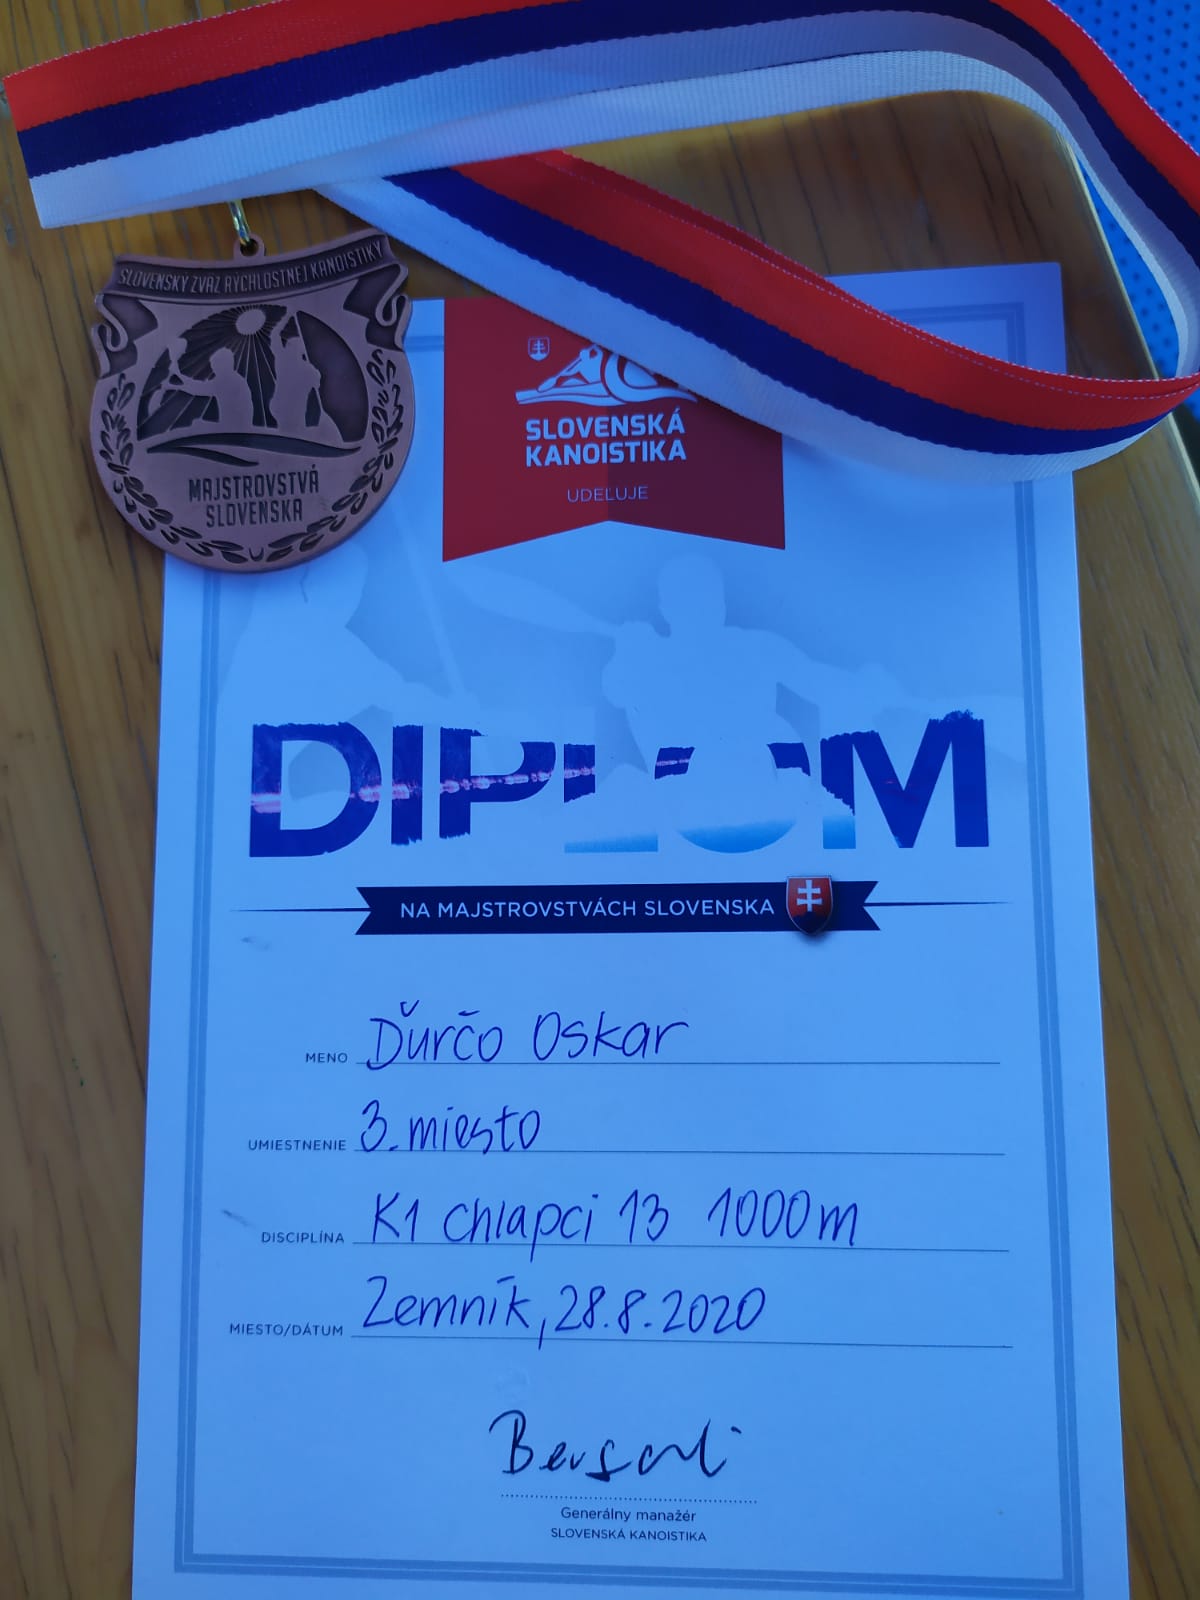 SLOVENSKÝ ZVÄZ RÝCHLOSTNEJ KANOISTIKY
MAJSTROVSTVÁ
SLOVENSKA
SLOVENSKÁ
KANOISTIKA
UDEĽUJE
DIPLOM
NA MAJSTROVSTVÁCH SLOVENSKA
MENO Ďurčo Oskar
UMIESTNENIE 3. miesto
DISCIPLÍNA K1 chlapci 13 1000m
MIESTO/DÁTUM Zemník, 28.8.2020
Generálny manažér
SLOVENSKÁ KANOISTIKA